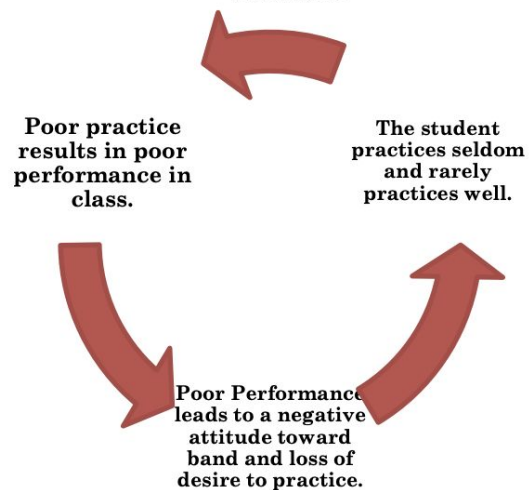 Poor practice
results in poor
performance in
class.
The student
practices seldom
and rarely
practices well.
Poor Performance
leads to a negative
attitude toward
band and loss of
desire to practice.